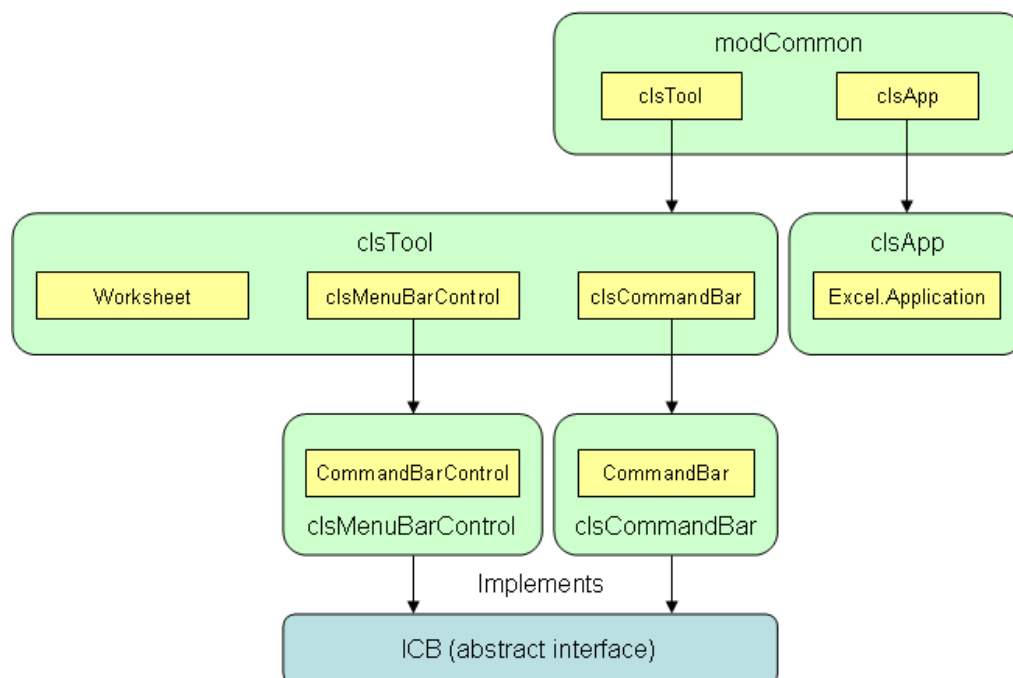 modCommon
clsTool
clsApp
clsTool
clsApp
Worksheet
clsMenuBarControl
clsCommandBar
Excel.Application
CommandBarControl
CommandBar
clsMenuBarControl
clsCommandBar
Implements
ICB (abstract interface)